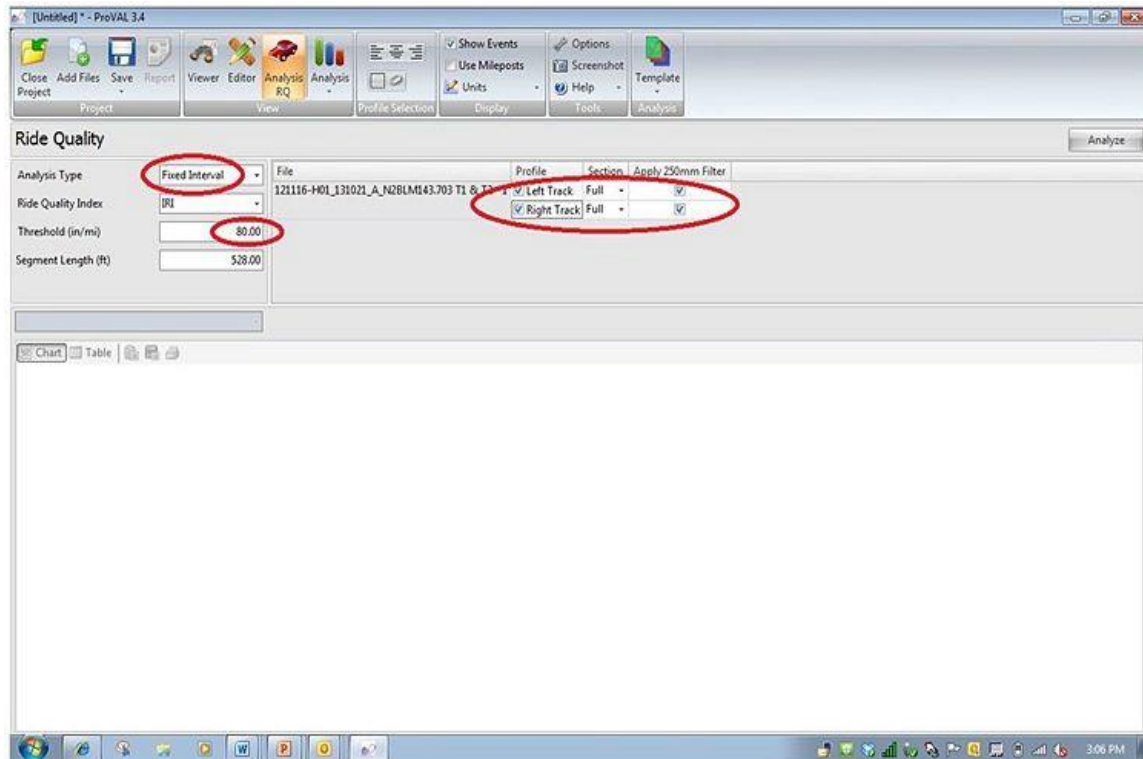 [Untitled] * - ProVAL 3.4
Close Project Add Files Save Report Viewer Editor Analysis RQ Analysis
Show Events Options
Use Mileposts Screenshot Template
Units Help
Project View Profile Selection Display Tools Analysis
Ride Quality Analyze
Analysis Type Fixed Interval File Profile Section Apply 250mm Filter
121116-H01_131021_A_N2BLM143.703 T1 & T2 Left Track Full
Ride Quality Index IRI Right Track Full
Threshold (in/mi) 80.00
Segment Length (ft) 528.00
Chart Table
3:06 PM